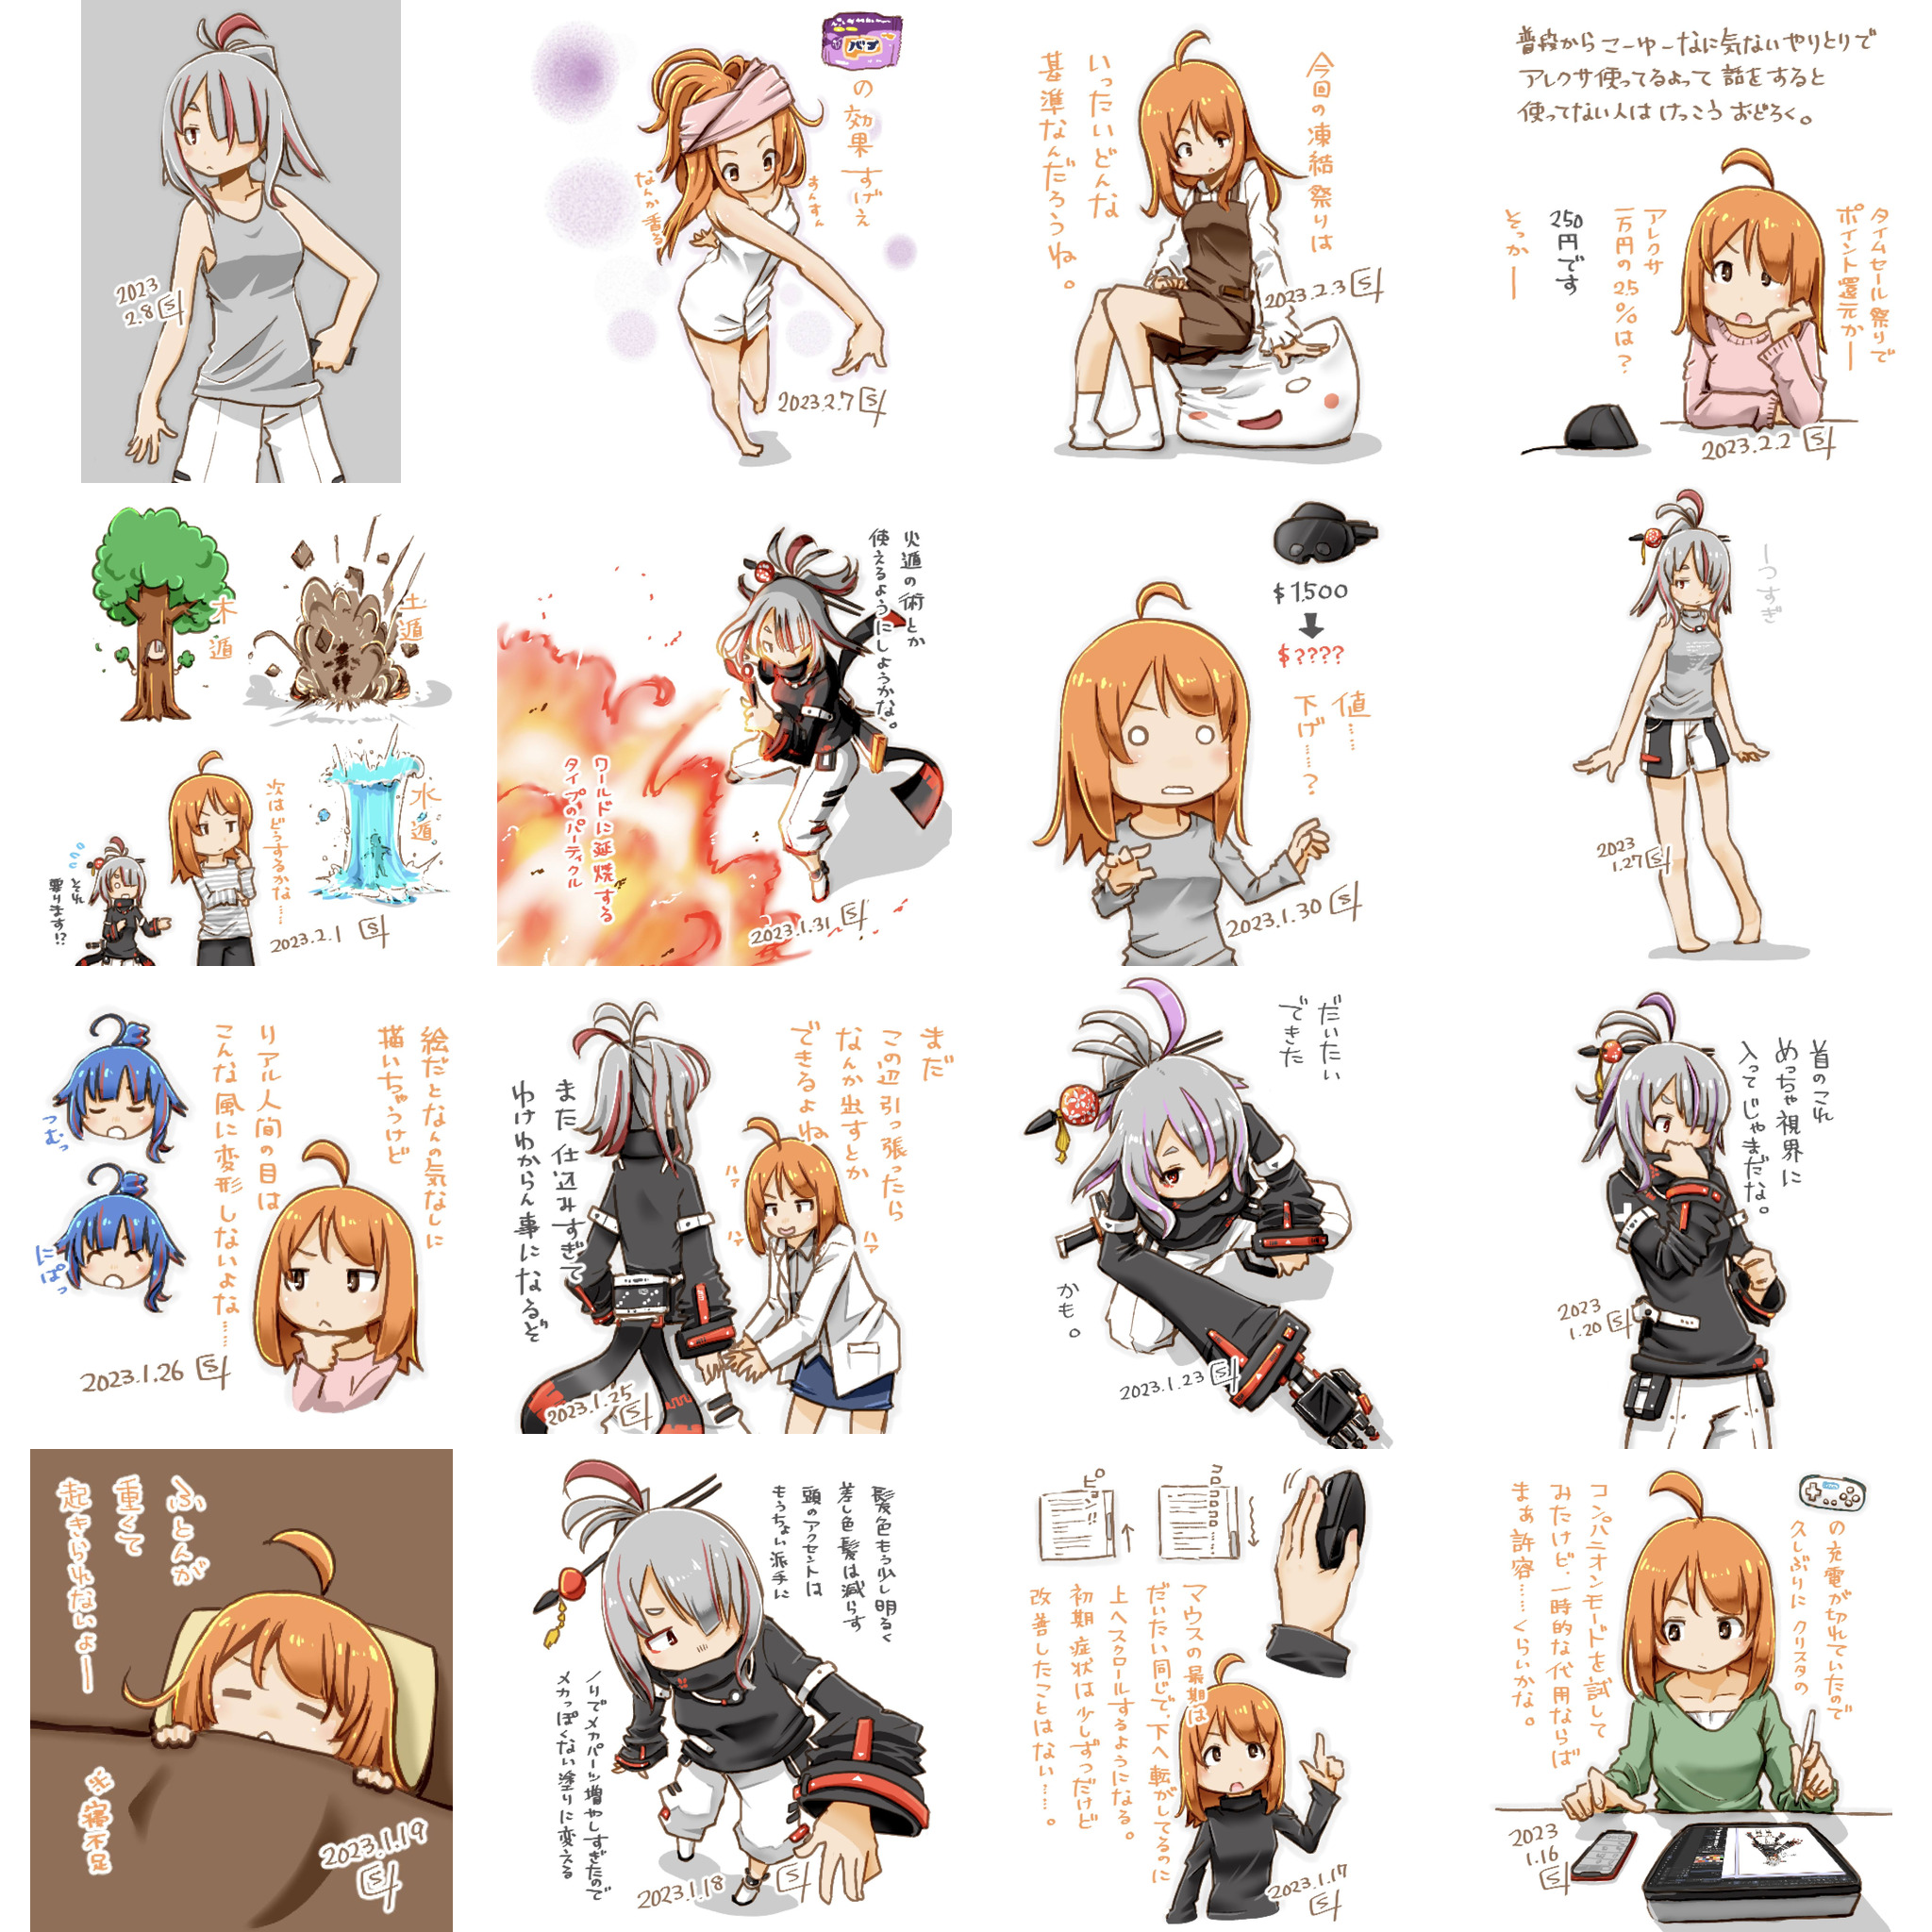 2023
2.8
バブ
の効果すげえ
すんすん
なんか香る
2023.2.7
今回の凍結祭りは
いったいどんな
基準なんだろうね。
2023.2.3
普段からこーゆーなに気ないやりとりで
アレクサ使ってるよって話をすると
使ってない人はけっこうおどろく。
タイムセール祭りで
ポイント還元かー
アレクサ
一万円の2.5%は?
250円です
そっかー
2023.2.2
木遁
土遁
水遁
次はどうするかな……
それ
要ります!?
2023.2.1
火遁の術とか
使えるようにしようかな。
ワールドに延焼する
タイプのパーティクル
2023.1.31
$1,500
$????
値……
下げ……?
2023.1.30
一つすぎ
2023
1.27
絵だとなんの気なしに
描いちゃうけど
リアル人間の目は
こんな風に変形しないよな……
つむっ
にぱっ
2023.1.26
まだ
この辺引っ張ったら
なんか出すとか
できるよね
ハァ
ハァ
ハァ
また仕込みすぎて
わけわからん事になるぞ
2023.1.25
だいたい
できた
かも。
2023.1.23
首のこれ
めっちゃ視界に
入ってじゃまだな。
2023
1.20
ふとんが
重くて
起きられないよー
※寝不足
2023.1.19
髪色もう少し明るく
差し色髪は減らす
頭のアクセントは
もうちょい派手に
ノリでメカパーツ増やしすぎたので
メカっぽくない塗りに変える
2023.1.18
ピョン!!
nanana…
マウスの最期は
だいたい同じで、下へ転がしてるのに
上へスクロールするようになる。
初期症状は少しずつだけど
改善したことはない……。
2023.1.17
の充電が切れていたので
久しぶりにクリスタの
コンパニオンモードを試して
みたけど、一時的な代用ならば
まぁ許容……くらいかな。
2023
1.16